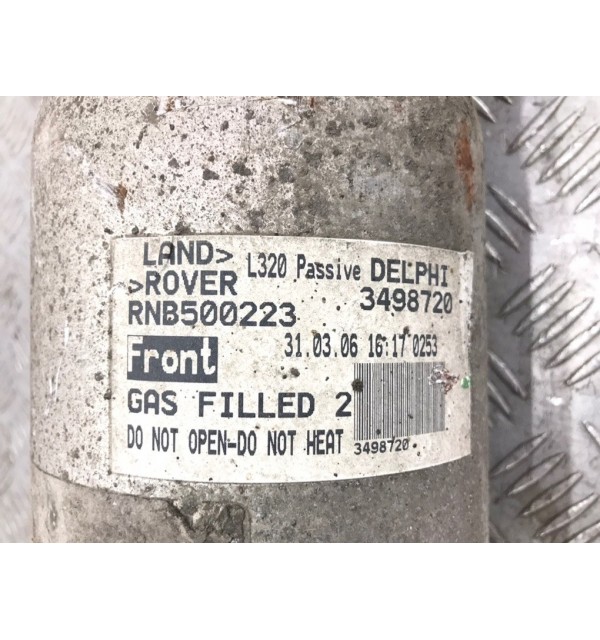 LAND> L320 Passive DELPHI
>ROVER 3498720
RNB500223
Front 31.03.06 16:17 0253
GAS FILLED 2
DO NOT OPEN-DO NOT HEAT 3498720